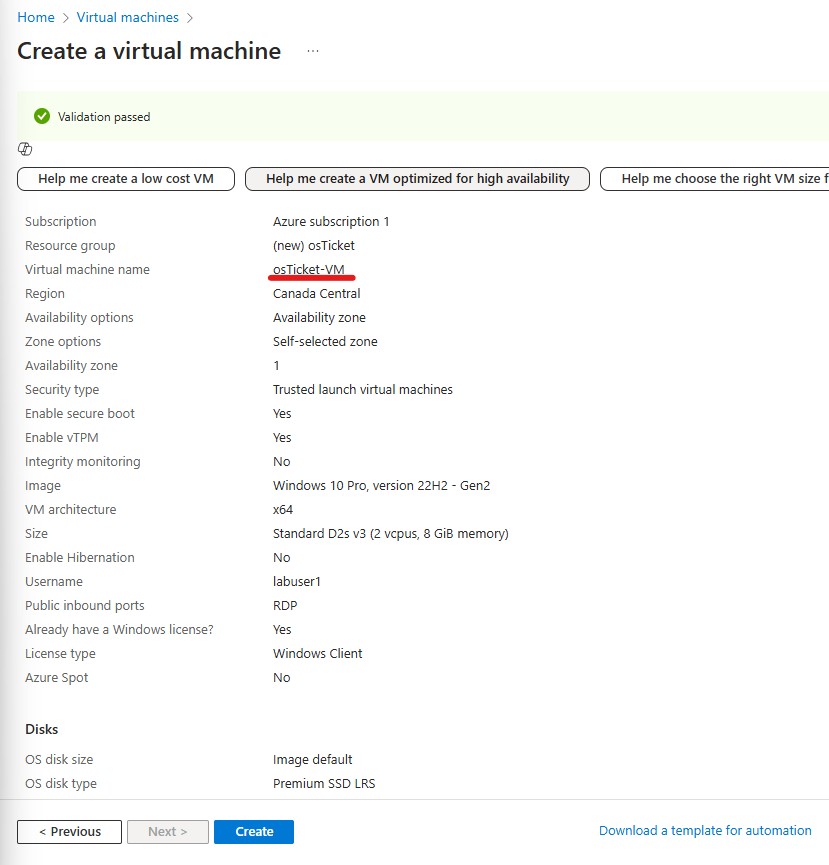 Home > Virtual machines >
Create a virtual machine ...
Validation passed
Help me create a low cost VM Help me create a VM optimized for high availability Help me choose the right VM size f
Subscription Azure subscription 1
Resource group (new) osTicket
Virtual machine name osTicket-VM
Region Canada Central
Availability options Availability zone
Zone options Self-selected zone
Availability zone 1
Security type Trusted launch virtual machines
Enable secure boot Yes
Enable vTPM Yes
Integrity monitoring No
Image Windows 10 Pro, version 22H2 - Gen2
VM architecture x64
Size Standard D2s v3 (2 vcpus, 8 GiB memory)
Enable Hibernation No
Username labuser1
Public inbound ports RDP
Already have a Windows license? Yes
License type Windows Client
Azure Spot No
Disks
OS disk size Image default
OS disk type Premium SSD LRS
< Previous Next > Create Download a template for automation